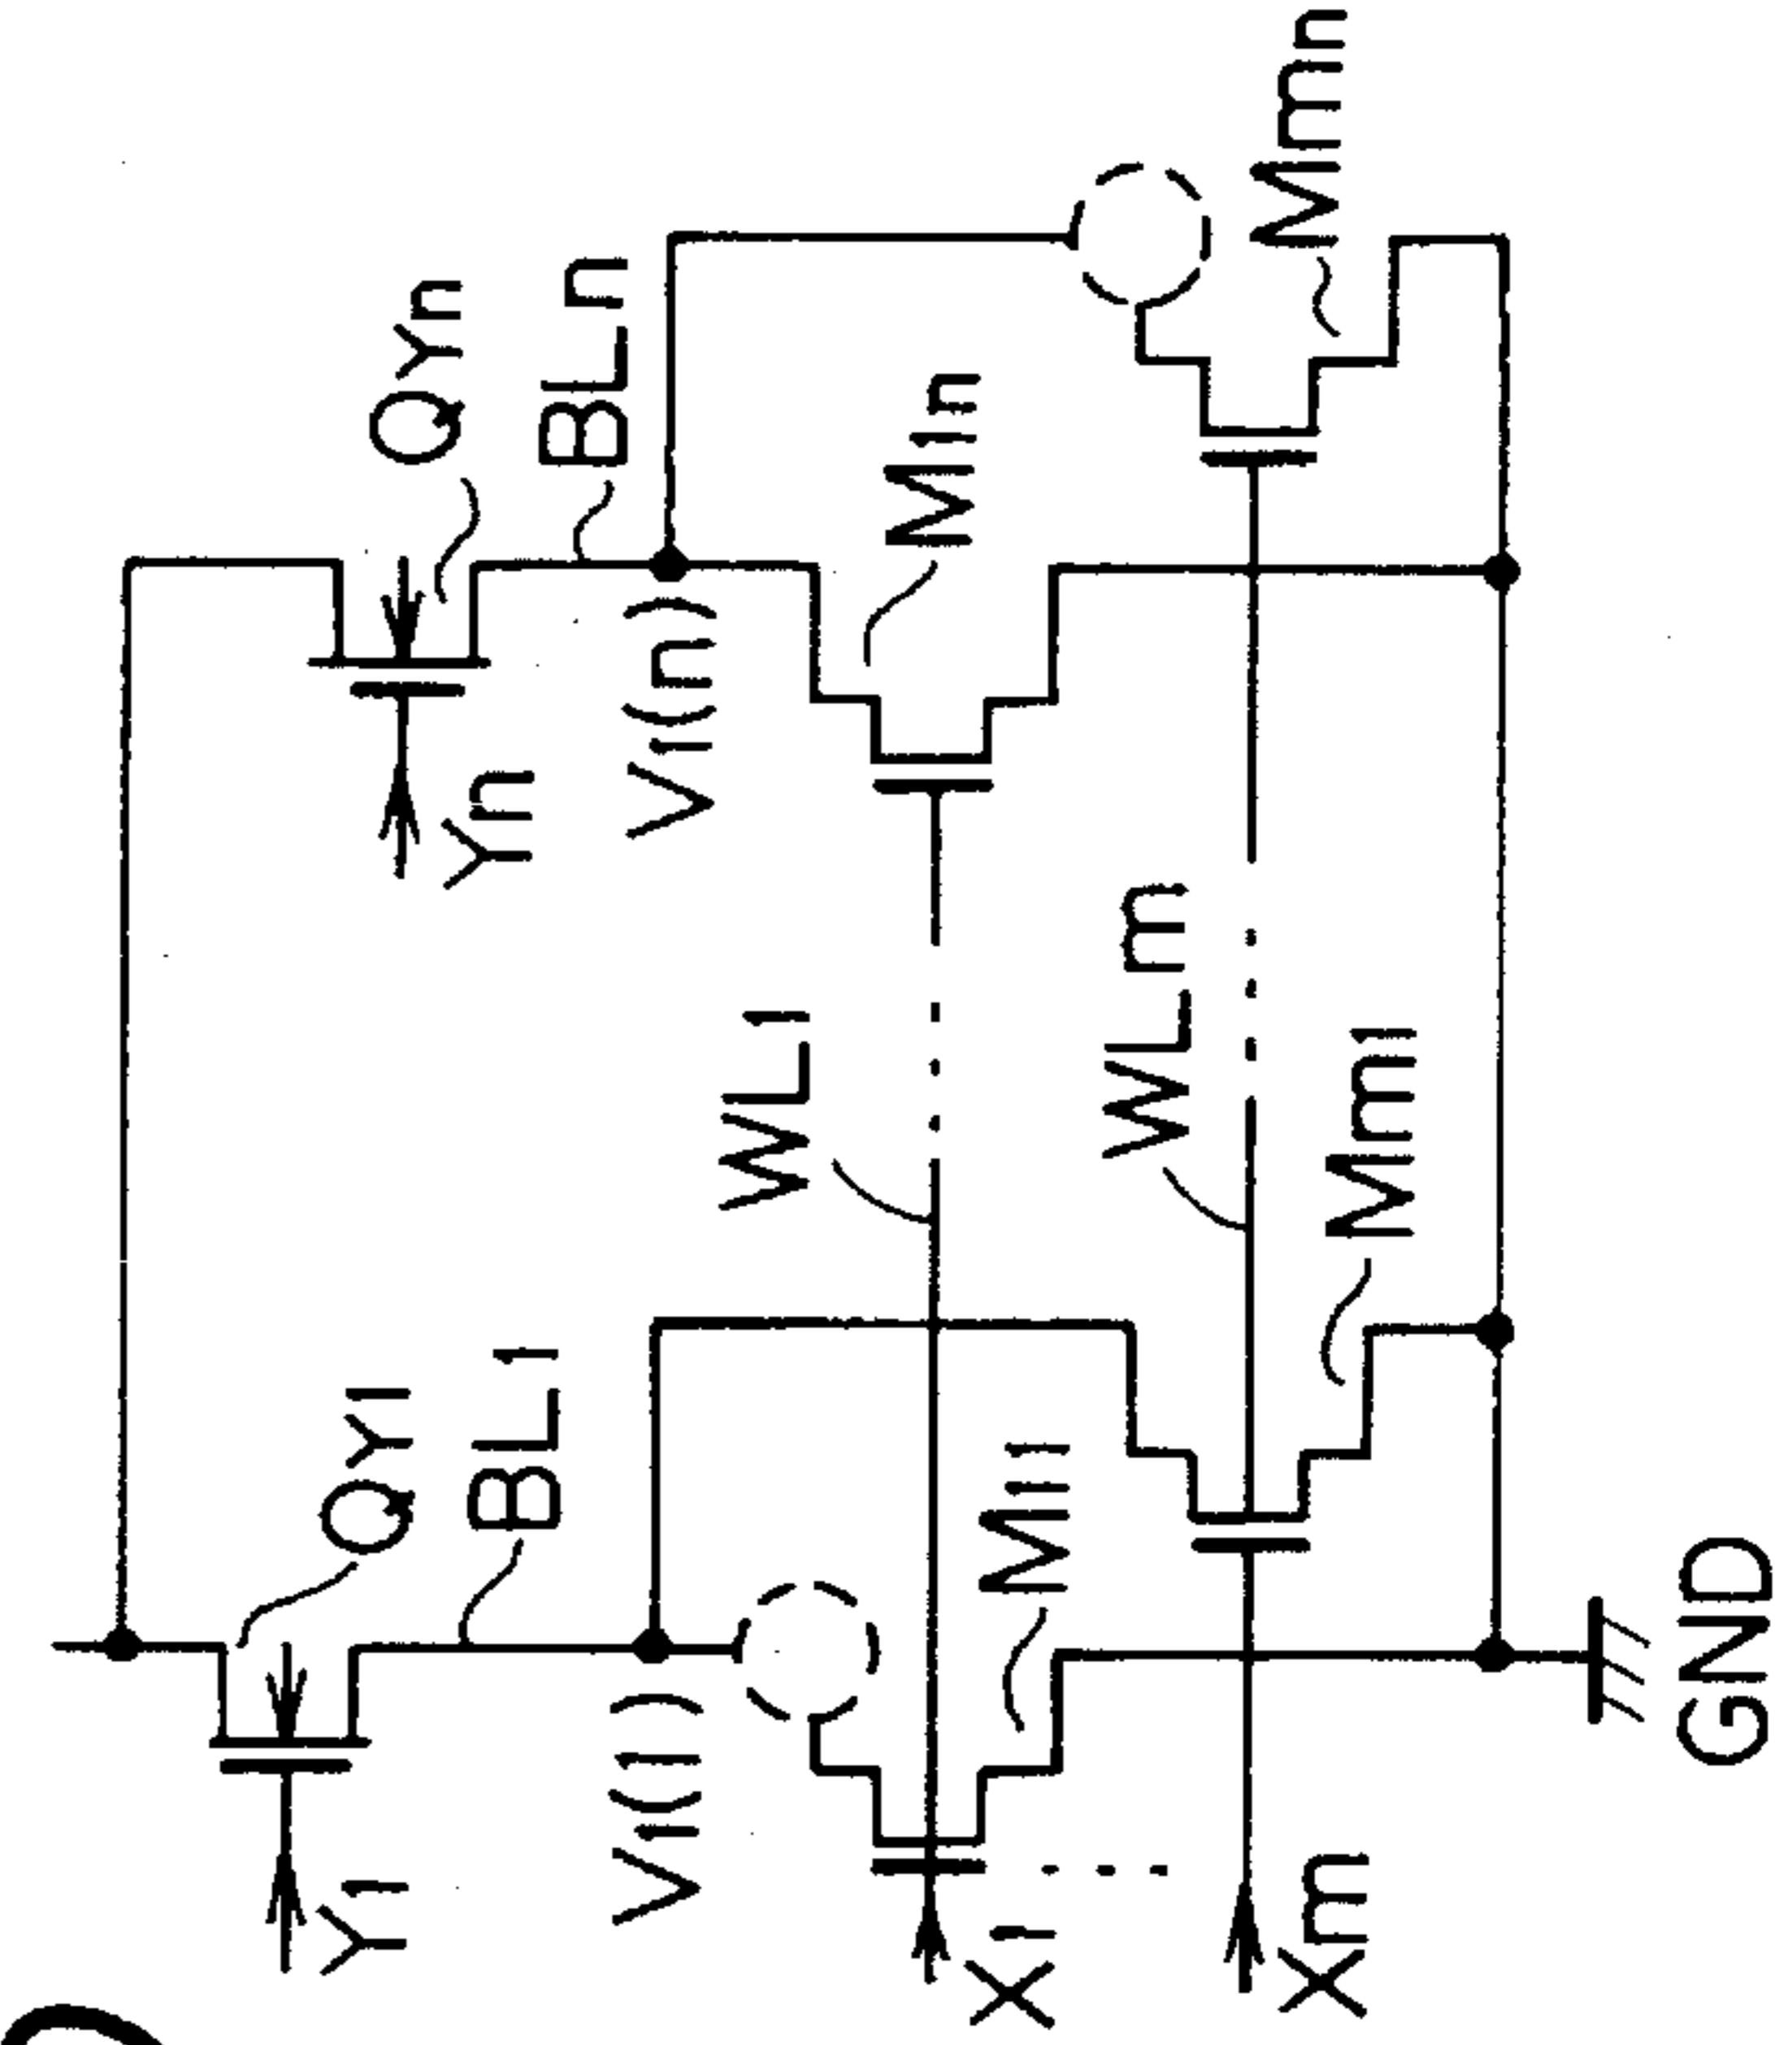 Y1
QY1
QYn
Yn
BL1
BLn
V1(1)
V1(n)
WL1
M1n
X1
M11
WLm
Mmn
Xm
Mm1
GND